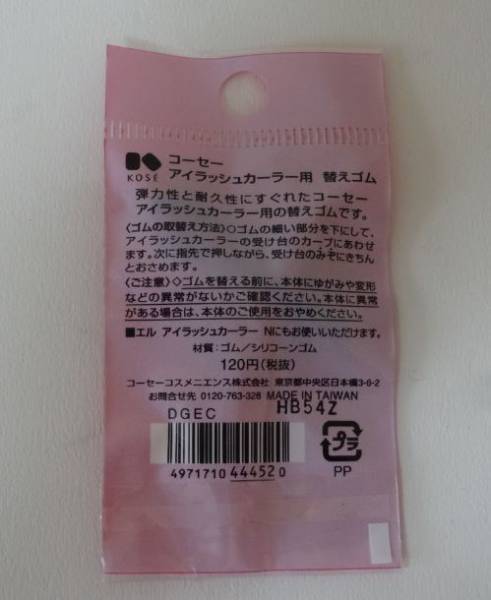 コーセー
KOSÉ アイラッシュカーラー用 替えゴム
弾力性と耐久性にすぐれたコーセー
アイラッシュカーラー用の替えゴムです。
〈ゴムの取替え方法〉◇ゴムの細い部分を下にして、
アイラッシュカーラーの受け台のカーブにあわせ
ます。次に指先で押しながら、受け台のみぞにきちん
とおさめます。
〈ご注意〉◇ゴムを替える前に、本体にゆがみや変形
などの異常がないかご確認ください。本体に異常
がある場合は、本体のご使用をおやめください。
■エル アイラッシュカーラー Nにもお使いいただけます。
材質：ゴム／シリコーンゴム
120円(税抜)
コーセーコスメニエンス株式会社 東京都中央区日本橋3-6-2
お問合せ先 0120-763-328 MADE IN TAIWAN
DGEC HB54Z
4971710 444520
プラ
PP